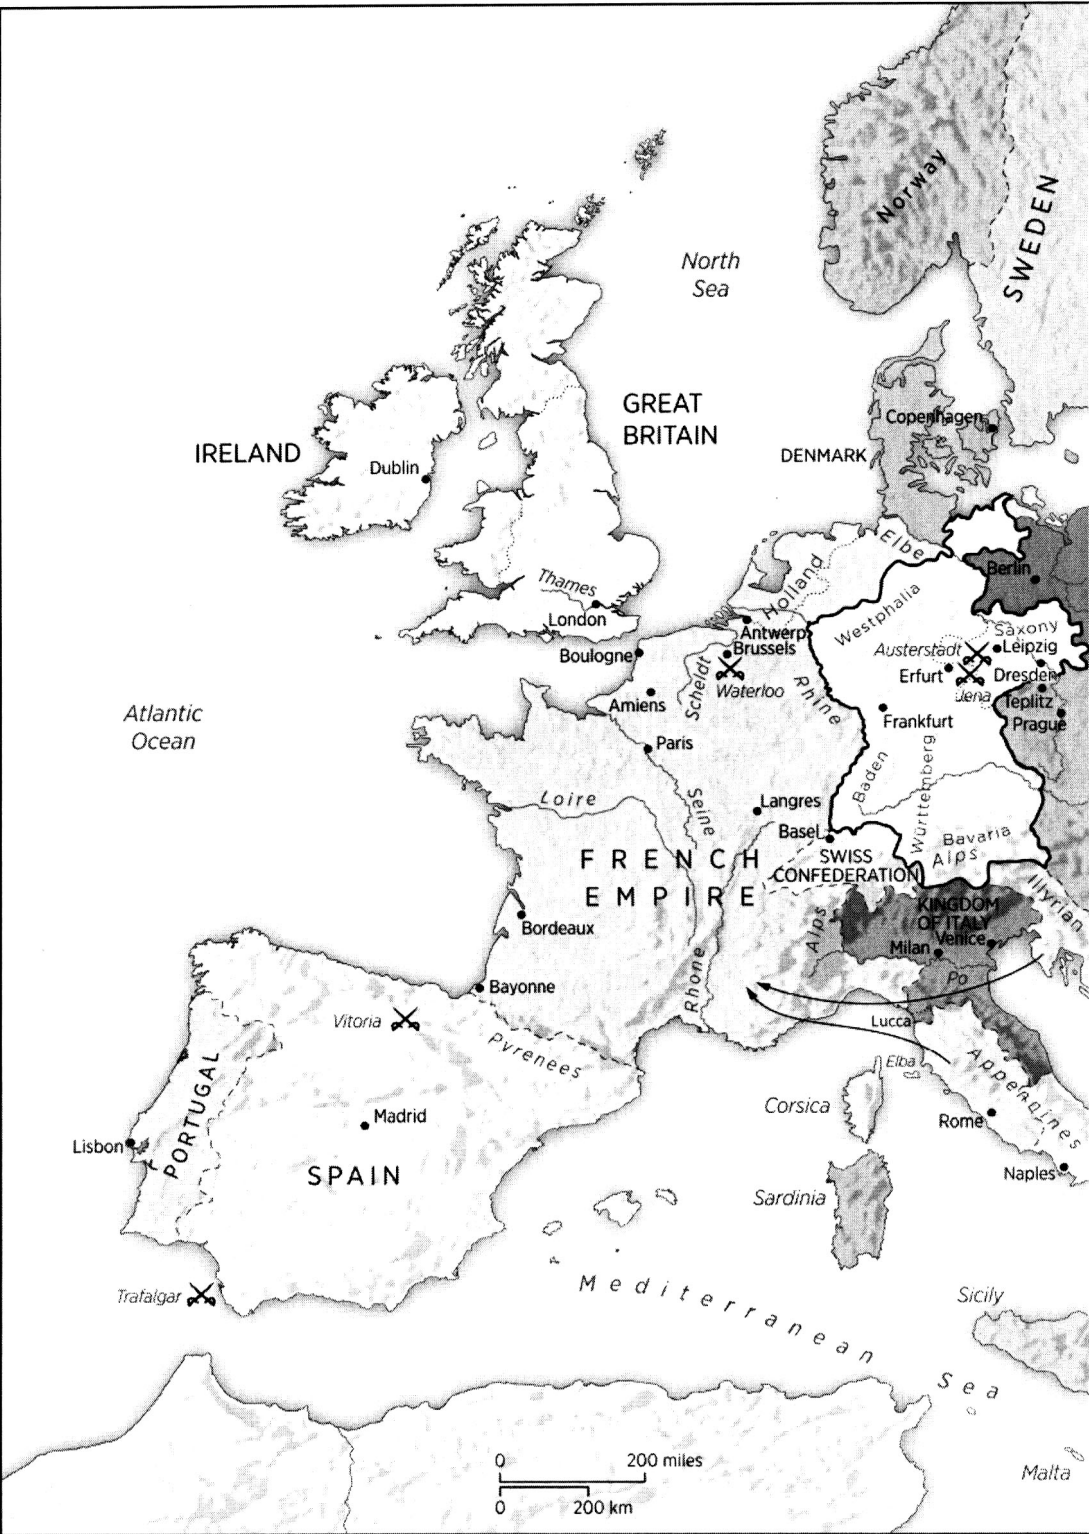 Norway
SWEDEN
North
Sea
GREAT
BRITAIN
IRELAND
Dublin
Copenhagen
DENMARK
Elbe
Berlin
Holland
Westphalia
Thames
London
Antwerp
Brussels
Boulogne
Scheldt
Waterloo
Rhine
Saxony
Austerstadt
Leipzig
Erfurt
Dresden
Jena
Teplitz
Prague
Amiens
Frankfurt
Atlantic
Ocean
Paris
Baden
Württemberg
Loire
Seine
Langres
Basel
Bavaria
Alps
SWISS
CONFEDERATION
FRENCH
EMPIRE
Illyrian
KINGDOM
OF ITALY
Alps
Milan
Venice
Bordeaux
Po
Rhone
Bayonne
Vitoria
Pyrenees
Lucca
Elba
Appennines
PORTUGAL
Corsica
Rome
Madrid
Lisbon
SPAIN
Naples
Sardinia
Trafalgar
Mediterranean
Sea
Sicily
0 200 miles
0 200 km
Malta